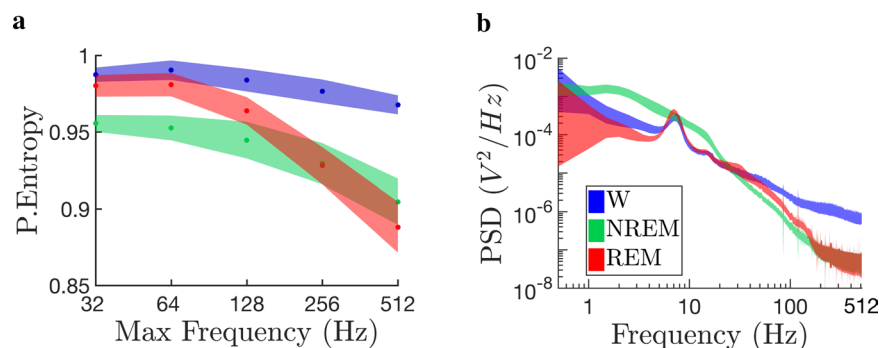 a
1
0.95
0.9
0.85
P.Entropy
32
64
128
256
512
Max Frequency (Hz)
b
10^-2
10^-4
10^-6
10^-8
PSD (V^2/Hz)
W
NREM
REM
1
10
100
512
Frequency (Hz)